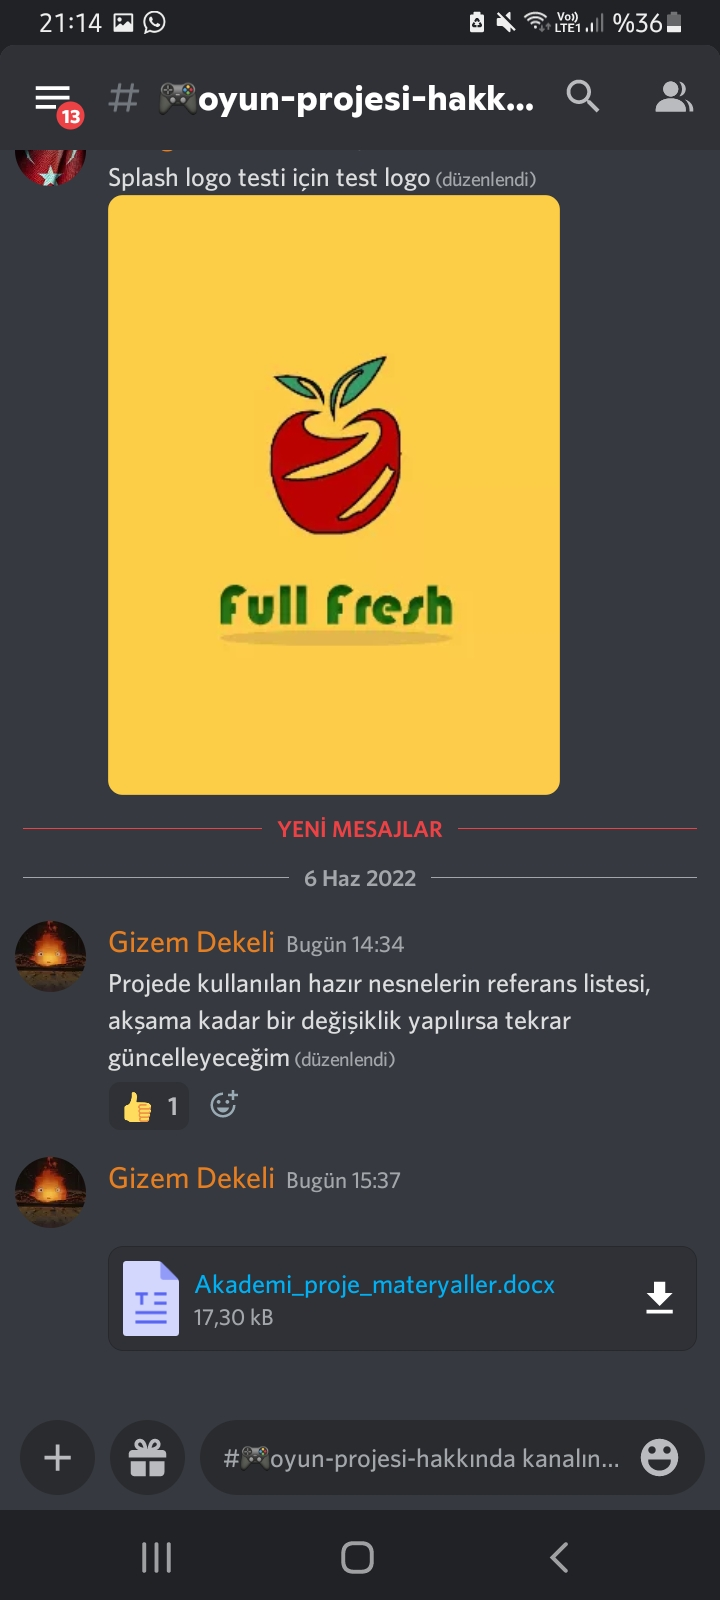 21:14
Vo))
LTE1
%36
13
# 🎮oyun-projesi-hakk...
Splash logo testi için test logo (düzenlendi)
Full Fresh
YENİ MESAJLAR
6 Haz 2022
Gizem Dekeli Bugün 14:34
Projede kullanılan hazır nesnelerin referans listesi,
akşama kadar bir değişiklik yapılırsa tekrar
güncelleyeceğim (düzenlendi)
👍 1
Gizem Dekeli Bugün 15:37
Akademi_proje_materyaller.docx
17,30 kB
#🎮oyun-projesi-hakkında kanalın...